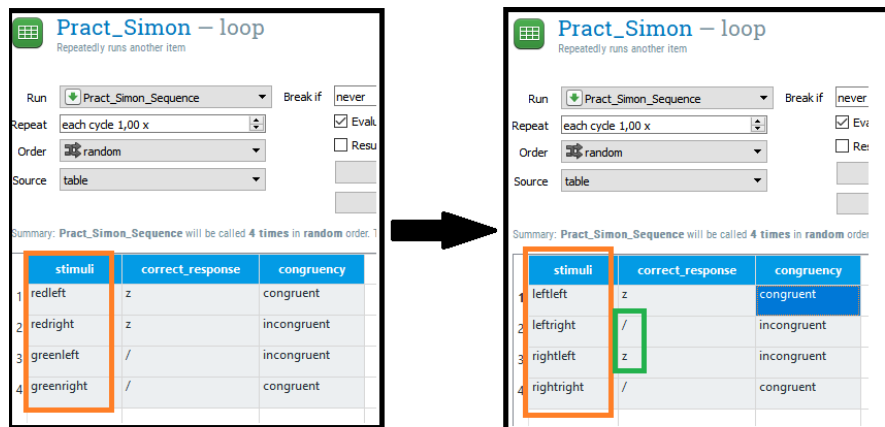 Pract_Simon — loop
Repeatedly runs another item
Run Pract_Simon_Sequence Break if never
Repeat each cycle 1,00 x Evalu
Order random Resu
Source table
Summary: Pract_Simon_Sequence will be called 4 times in random order. T
stimuli correct_response congruency
1 redleft z congruent
2 redright z incongruent
3 greenleft / incongruent
4 greenright / congruent
Pract_Simon — loop
Repeatedly runs another item
Run Pract_Simon_Sequence Break if never
Repeat each cycle 1,00 x Eva
Order random Res
Source table
Summary: Pract_Simon_Sequence will be called 4 times in random order
stimuli correct_response congruency
1 leftleft z congruent
2 leftright / incongruent
3 rightleft z incongruent
4 rightright / congruent